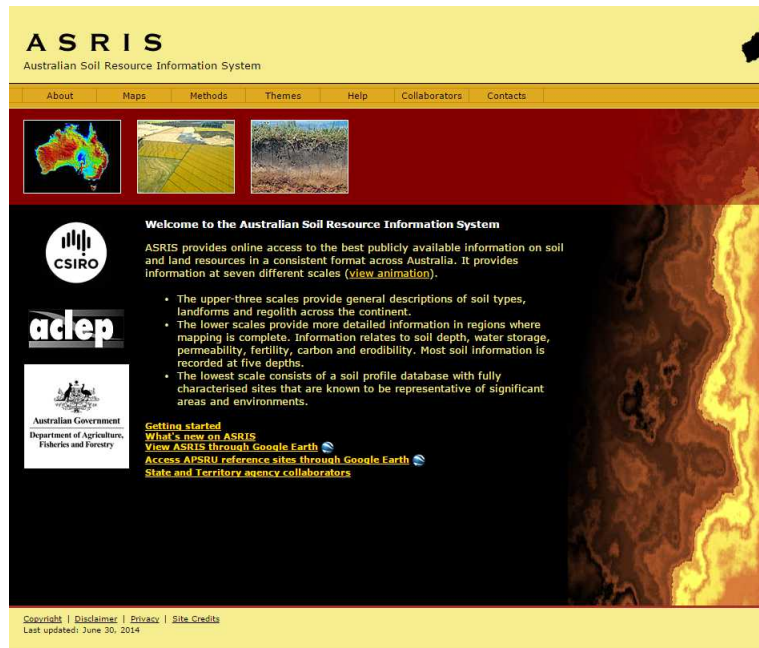 ASRIS
Australian Soil Resource Information System
About Maps Methods Themes Help Collaborators Contacts
Welcome to the Australian Soil Resource Information System
ASRIS provides online access to the best publicly available information on soil
and land resources in a consistent format across Australia. It provides
information at seven different scales (view animation).
• The upper-three scales provide general descriptions of soil types,
landforms and regolith across the continent.
• The lower scales provide more detailed information in regions where
mapping is complete. Information relates to soil depth, water storage,
permeability, fertility, carbon and erodibility. Most soil information is
recorded at five depths.
• The lowest scale consists of a soil profile database with fully
characterised sites that are known to be representative of significant
areas and environments.
Getting started
What's new on ASRIS
View ASRIS through Google Earth
Access APSRU reference sites through Google Earth
State and Territory agency collaborators
CSIRO
aclep
Australian Government
Department of Agriculture,
Fisheries and Forestry
Copyright | Disclaimer | Privacy | Site Credits
Last updated: June 30, 2014